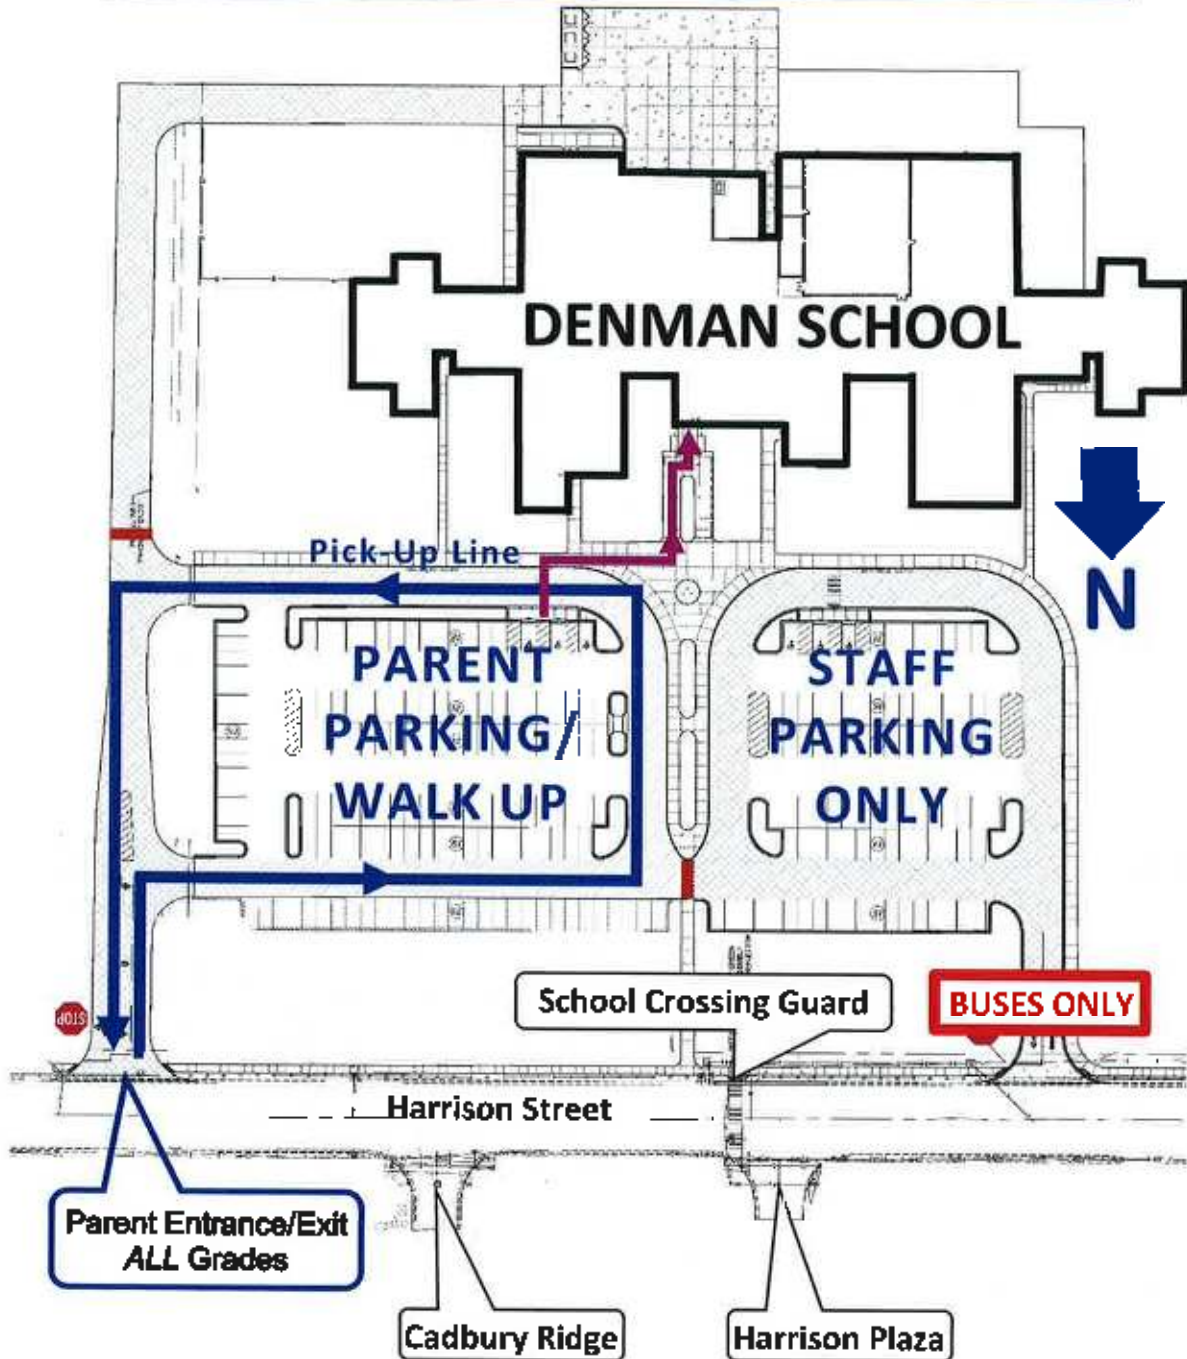 DENMAN SCHOOL
N
Pick-Up Line
PARENT
PARKING/
WALK UP
STAFF
PARKING
ONLY
STOP
School Crossing Guard
BUSES ONLY
Harrison Street
Parent Entrance/Exit
ALL Grades
Cadbury Ridge
Harrison Plaza